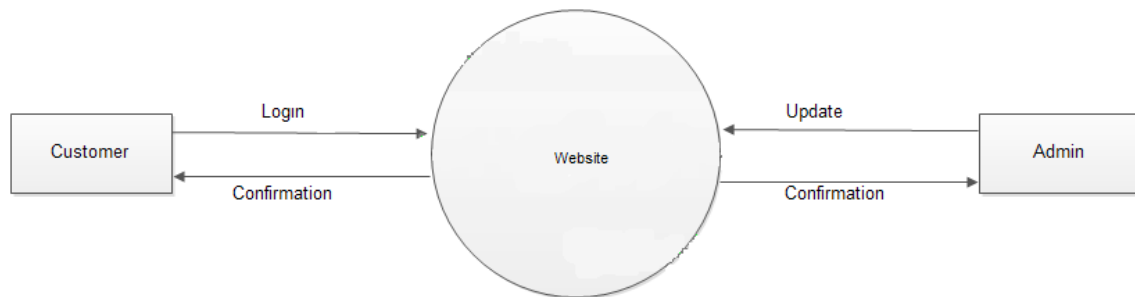 Login
Update
Customer
Website
Admin
Confirmation
Confirmation